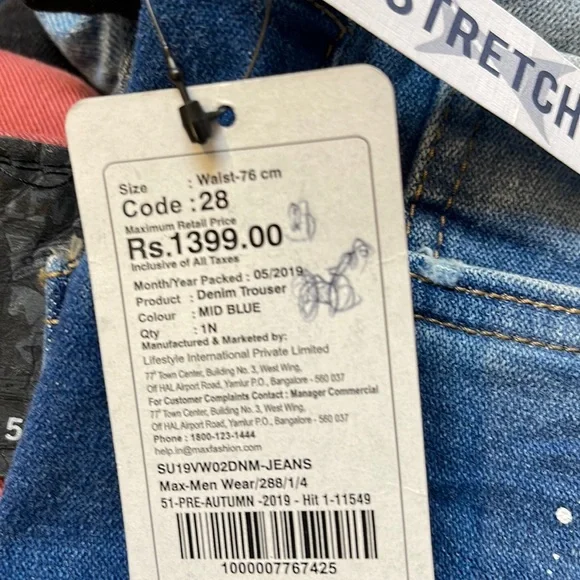 STRETCH
Size : Waist-76 cm
Code : 28
Maximum Retail Price
Rs.1399.00
Inclusive of All Taxes
Month/Year Packed : 05/2019
Product : Denim Trouser
Colour : MID BLUE
Qty : 1N
Manufactured & Marketed by:
Lifestyle International Private Limited
77° Town Center, Building No. 3, West Wing,
Off HAL Airport Road, Yamlur P.O., Bangalore - 560 037
For Customer Complaints Contact : Manager Commercial
77° Town Center, Building No. 3, West Wing,
Off HAL Airport Road, Yamlur P.O., Bangalore - 560 037
Phone : 1800-123-1444
help.in@maxfashion.com
SU19VW02DNM-JEANS
Max-Men Wear/288/1/4
51-PRE-AUTUMN -2019 - Hit 1-11549
1000007767425
5